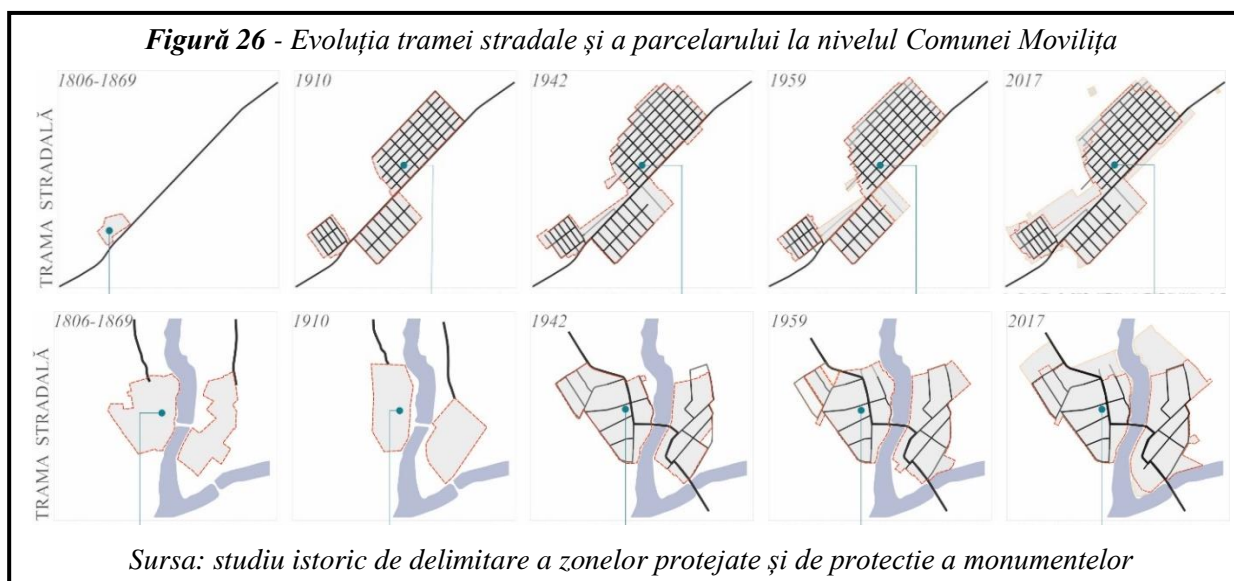 Figură 26 - Evoluția tramei stradale și a parcelarului la nivelul Comunei Movilița
1806-1869 1910 1942 1959 2017
TRAMA STRADALĂ
1806-1869 1910 1942 1959 2017
TRAMA STRADALĂ
Sursa: studiu istoric de delimitare a zonelor protejate și de protectie a monumentelor